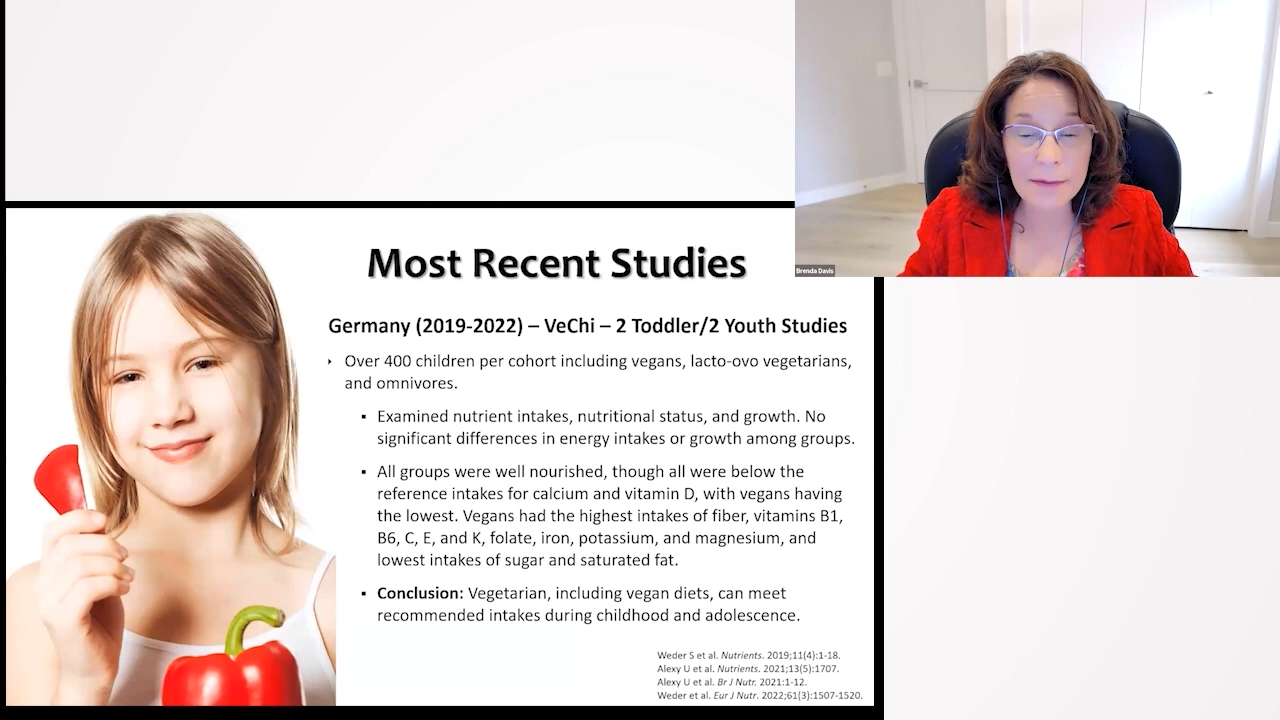 Brenda Davis
Most Recent Studies
Germany (2019-2022) – VeChi – 2 Toddler/2 Youth Studies
‣ Over 400 children per cohort including vegans, lacto-ovo vegetarians,
and omnivores.
▪ Examined nutrient intakes, nutritional status, and growth. No
significant differences in energy intakes or growth among groups.
▪ All groups were well nourished, though all were below the
reference intakes for calcium and vitamin D, with vegans having
the lowest. Vegans had the highest intakes of fiber, vitamins B1,
B6, C, E, and K, folate, iron, potassium, and magnesium, and
lowest intakes of sugar and saturated fat.
▪ Conclusion: Vegetarian, including vegan diets, can meet
recommended intakes during childhood and adolescence.
Weder S et al. Nutrients. 2019;11(4):1-18.
Alexy U et al. Nutrients. 2021;13(5):1707.
Alexy U et al. Br J Nutr. 2021:1-12.
Weder et al. Eur J Nutr. 2022;61(3):1507-1520.